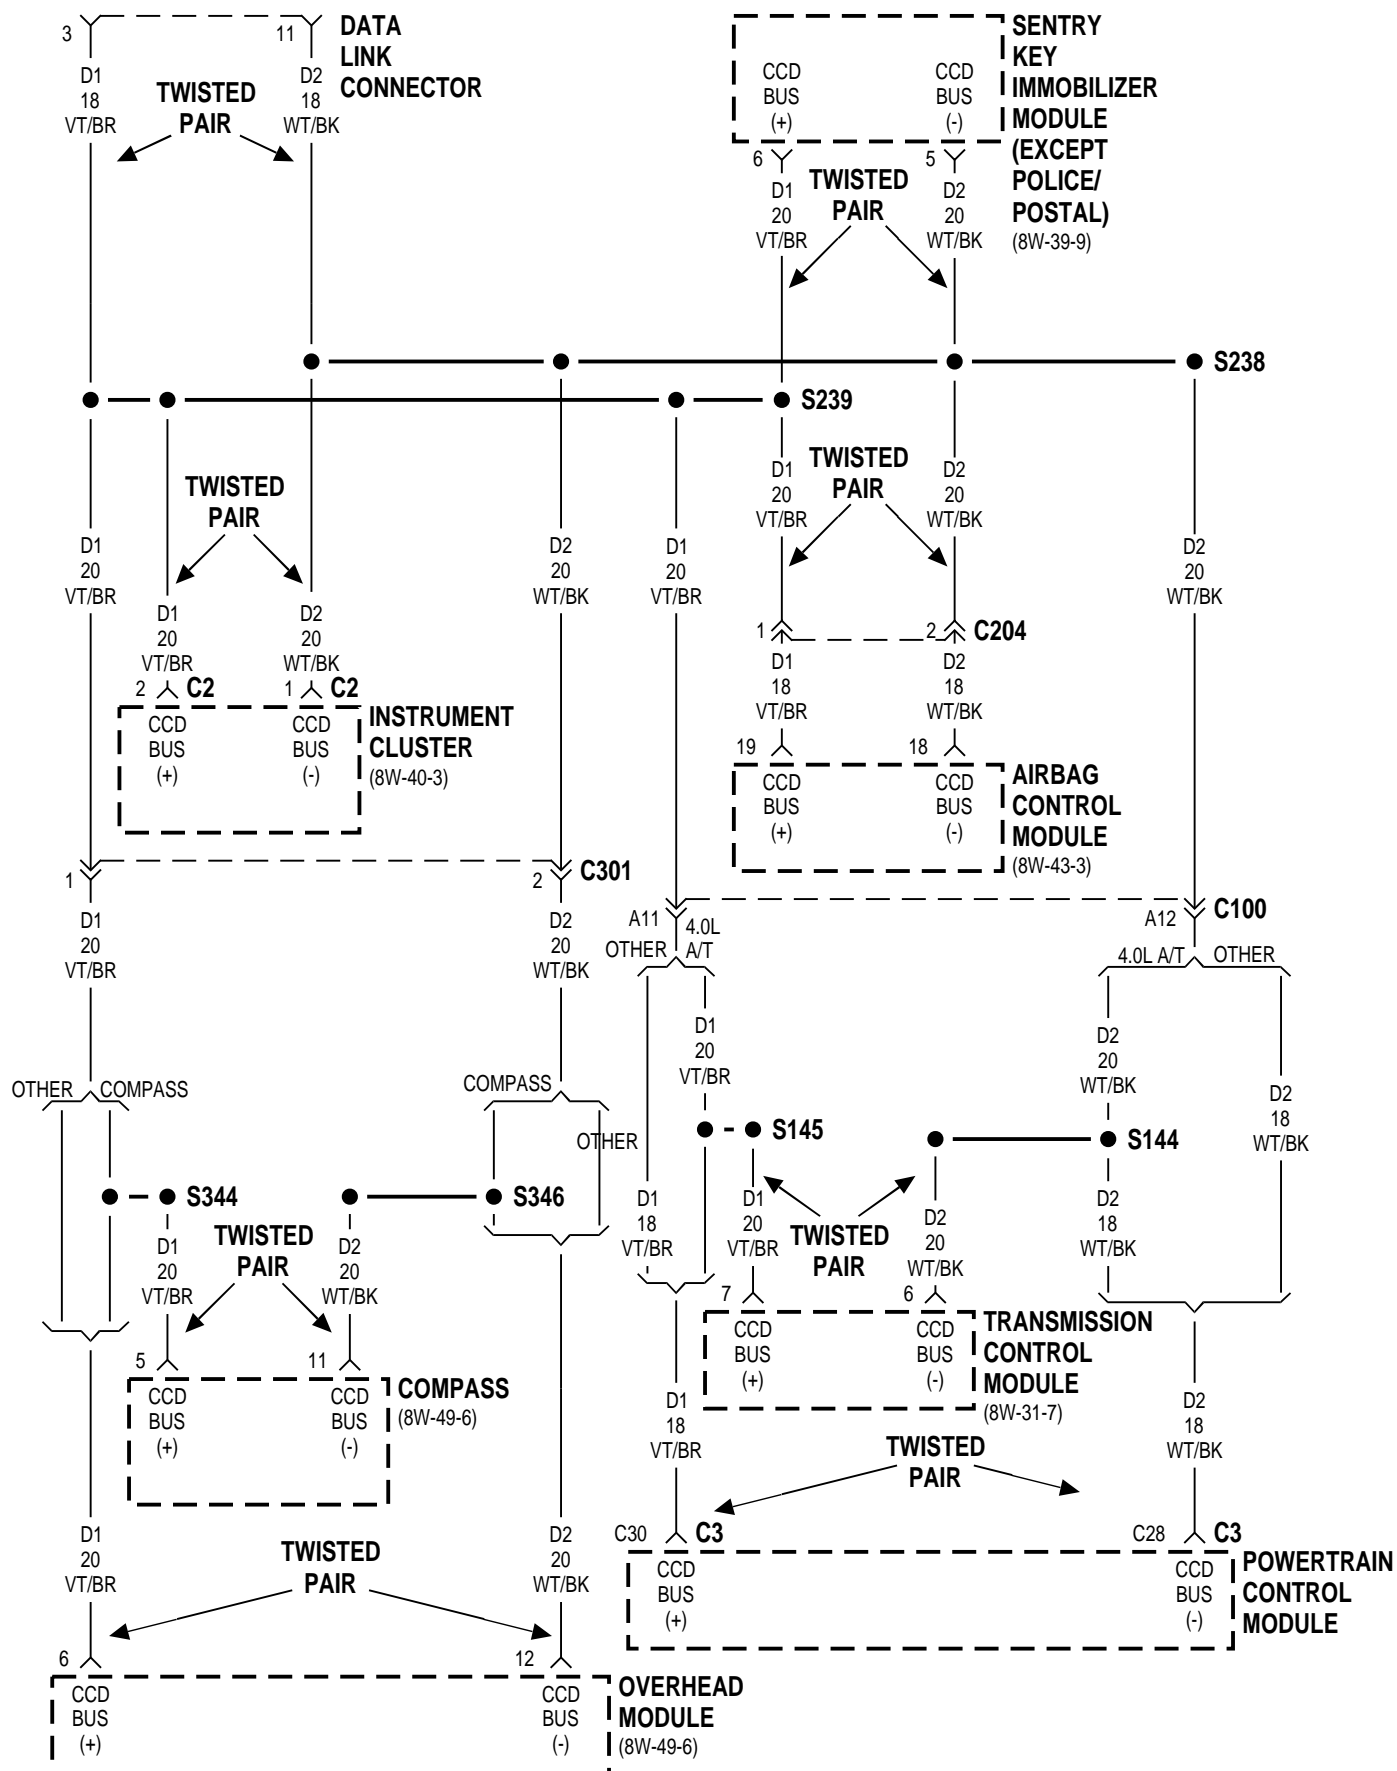 3
11
DATA
LINK
CONNECTOR
D1
18
VT/BR
D2
18
WT/BK
TWISTED
PAIR
SENTRY
KEY
IMMOBILIZER
MODULE
(EXCEPT
POLICE/
POSTAL)
(8W-39-9)
CCD
BUS
(+)
CCD
BUS
(-)
6
5
D1
20
VT/BR
D2
20
WT/BK
TWISTED
PAIR
S238
S239
TWISTED
PAIR
D1
20
VT/BR
D2
20
WT/BK
D1
20
VT/BR
D1
20
VT/BR
TWISTED
PAIR
D2
20
WT/BK
D2
20
WT/BK
D1
20
VT/BR
D2
20
WT/BK
2
C2
1
C2
CCD
BUS
(+)
CCD
BUS
(-)
INSTRUMENT
CLUSTER
(8W-40-3)
1
2
C204
D1
18
VT/BR
D2
18
WT/BK
19
18
CCD
BUS
(+)
CCD
BUS
(-)
AIRBAG
CONTROL
MODULE
(8W-43-3)
1
2
C301
D1
20
VT/BR
D2
20
WT/BK
A11
A12
C100
OTHER
4.0L
A/T
4.0L A/T
OTHER
D1
20
VT/BR
D2
20
WT/BK
D2
18
WT/BK
OTHER
COMPASS
COMPASS
OTHER
S145
S144
S344
S346
D1
20
VT/BR
TWISTED
PAIR
D2
20
WT/BK
D1
18
VT/BR
D1
20
VT/BR
TWISTED
PAIR
D2
20
WT/BK
D2
18
WT/BK
7
6
CCD
BUS
(+)
CCD
BUS
(-)
TRANSMISSION
CONTROL
MODULE
(8W-31-7)
5
11
CCD
BUS
(+)
CCD
BUS
(-)
COMPASS
(8W-49-6)
D1
18
VT/BR
TWISTED
PAIR
D2
18
WT/BK
D1
20
VT/BR
TWISTED
PAIR
D2
20
WT/BK
C30
C3
C28
C3
CCD
BUS
(+)
CCD
BUS
(-)
POWERTRAIN
CONTROL
MODULE
6
12
CCD
BUS
(+)
CCD
BUS
(-)
OVERHEAD
MODULE
(8W-49-6)